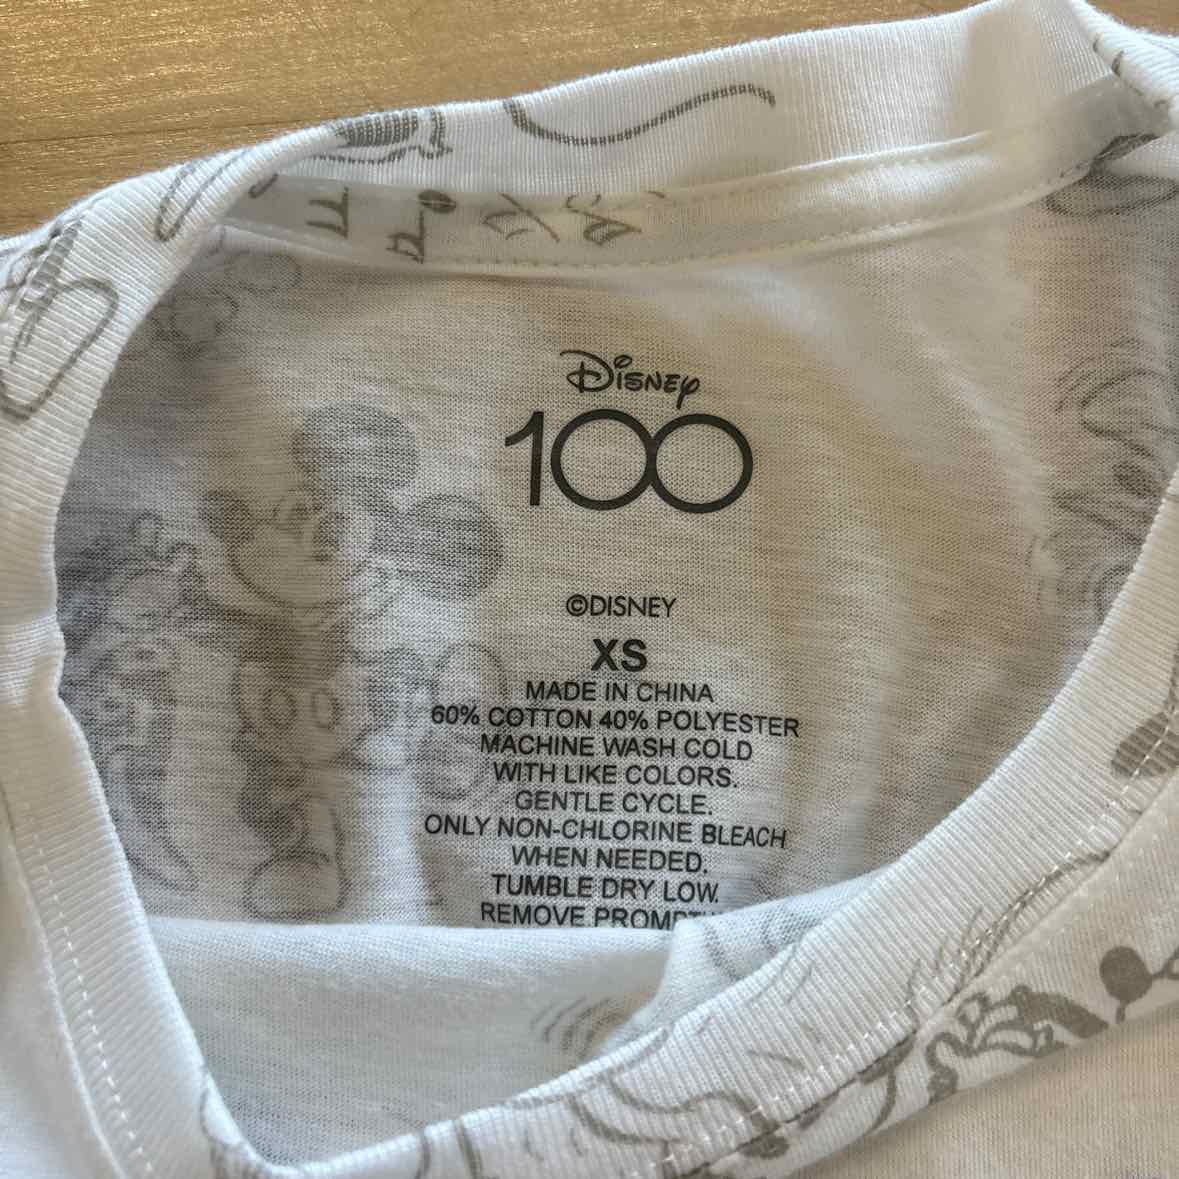 Disney
100
©DISNEY
XS
MADE IN CHINA
60% COTTON 40% POLYESTER
MACHINE WASH COLD
WITH LIKE COLORS.
GENTLE CYCLE.
ONLY NON-CHLORINE BLEACH
WHEN NEEDED.
TUMBLE DRY LOW.
REMOVE